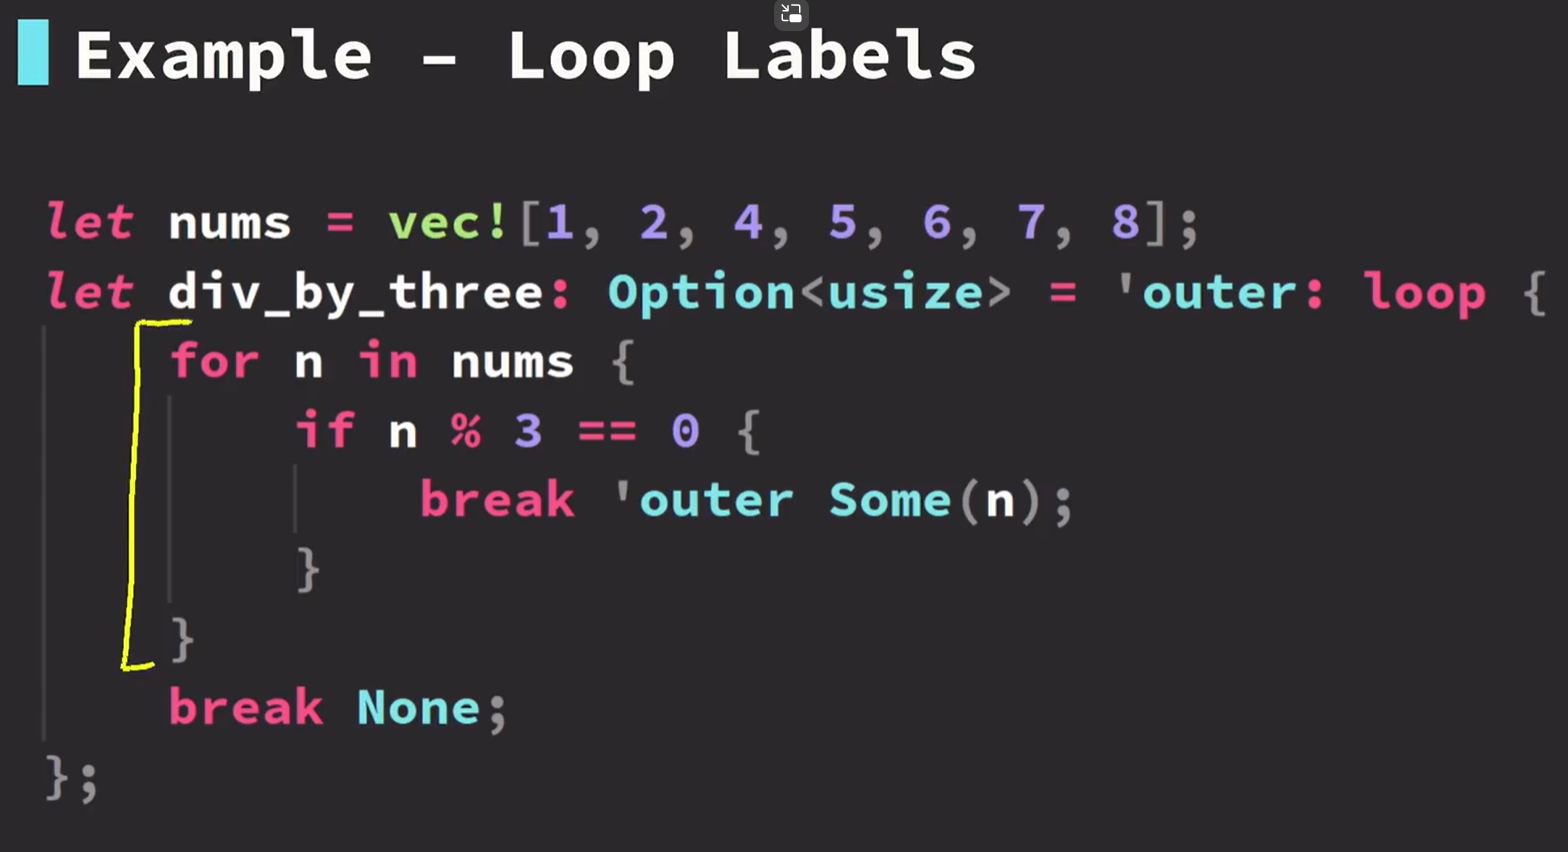 Example – Loop Labels
let nums = vec![1, 2, 4, 5, 6, 7, 8];
let div_by_three: Option<usize> = 'outer: loop {
for n in nums {
if n % 3 == 0 {
break 'outer Some(n);
}
}
break None;
};